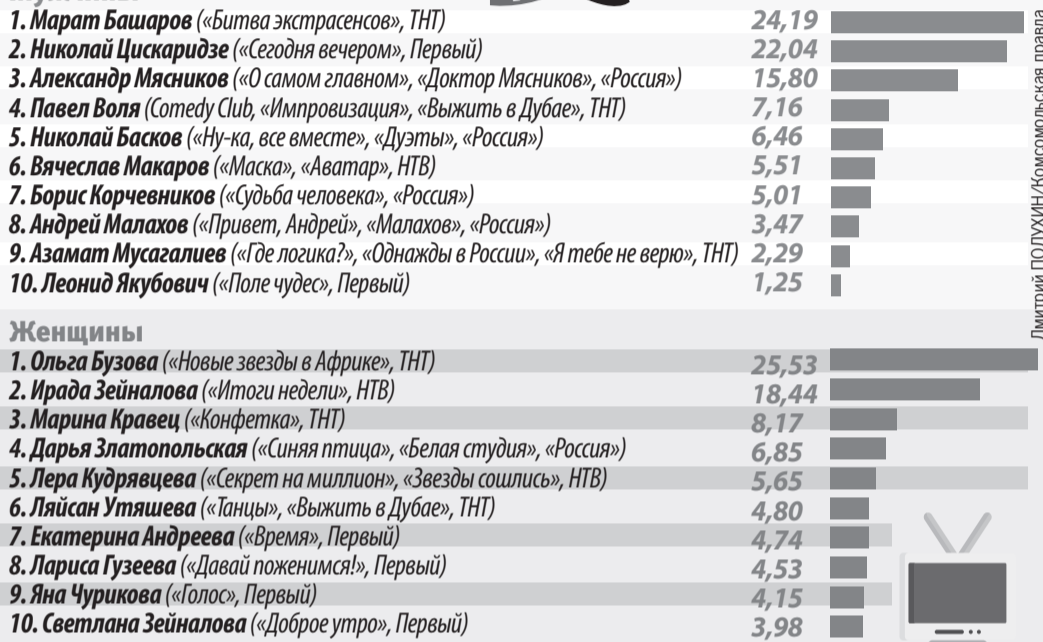 1. Марат Башаров («Битва экстрасенсов», ТНТ) 24,19
2. Николай Цискаридзе («Сегодня вечером», Первый) 22,04
3. Александр Мясников («О самом главном», «Доктор Мясников», «Россия») 15,80
4. Павел Воля (Comedy Club, «Импровизация», «Выжить в Дубае», ТНТ) 7,16
5. Николай Басков («Ну-ка, все вместе», «Дуэты», «Россия») 6,46
6. Вячеслав Макаров («Маска», «Аватар», НТВ) 5,51
7. Борис Корчевников («Судьба человека», «Россия») 5,01
8. Андрей Малахов («Привет, Андрей», «Малахов», «Россия») 3,47
9. Азамат Мусагалиев («Где логика?», «Однажды в России», «Я тебе не верю», ТНТ) 2,29
10. Леонид Якубович («Поле чудес», Первый) 1,25
Женщины
1. Ольга Бузова («Новые звезды в Африке», ТНТ) 25,53
2. Ирада Зейналова («Итоги недели», НТВ) 18,44
3. Марина Кравец («Конфетка», ТНТ) 8,17
4. Дарья Златопольская («Синяя птица», «Белая студия», «Россия») 6,85
5. Лера Кудрявцева («Секрет на миллион», «Звезды сошлись», НТВ) 5,65
6. Ляйсан Утяшева («Танцы», «Выжить в Дубае», ТНТ) 4,80
7. Екатерина Андреева («Время», Первый) 4,74
8. Лариса Гузеева («Давай поженимся!», Первый) 4,53
9. Яна Чурикова («Голос», Первый) 4,15
10. Светлана Зейналова («Доброе утро», Первый) 3,98
Дмитрий ПОЛУХИН/Комсомольская правда